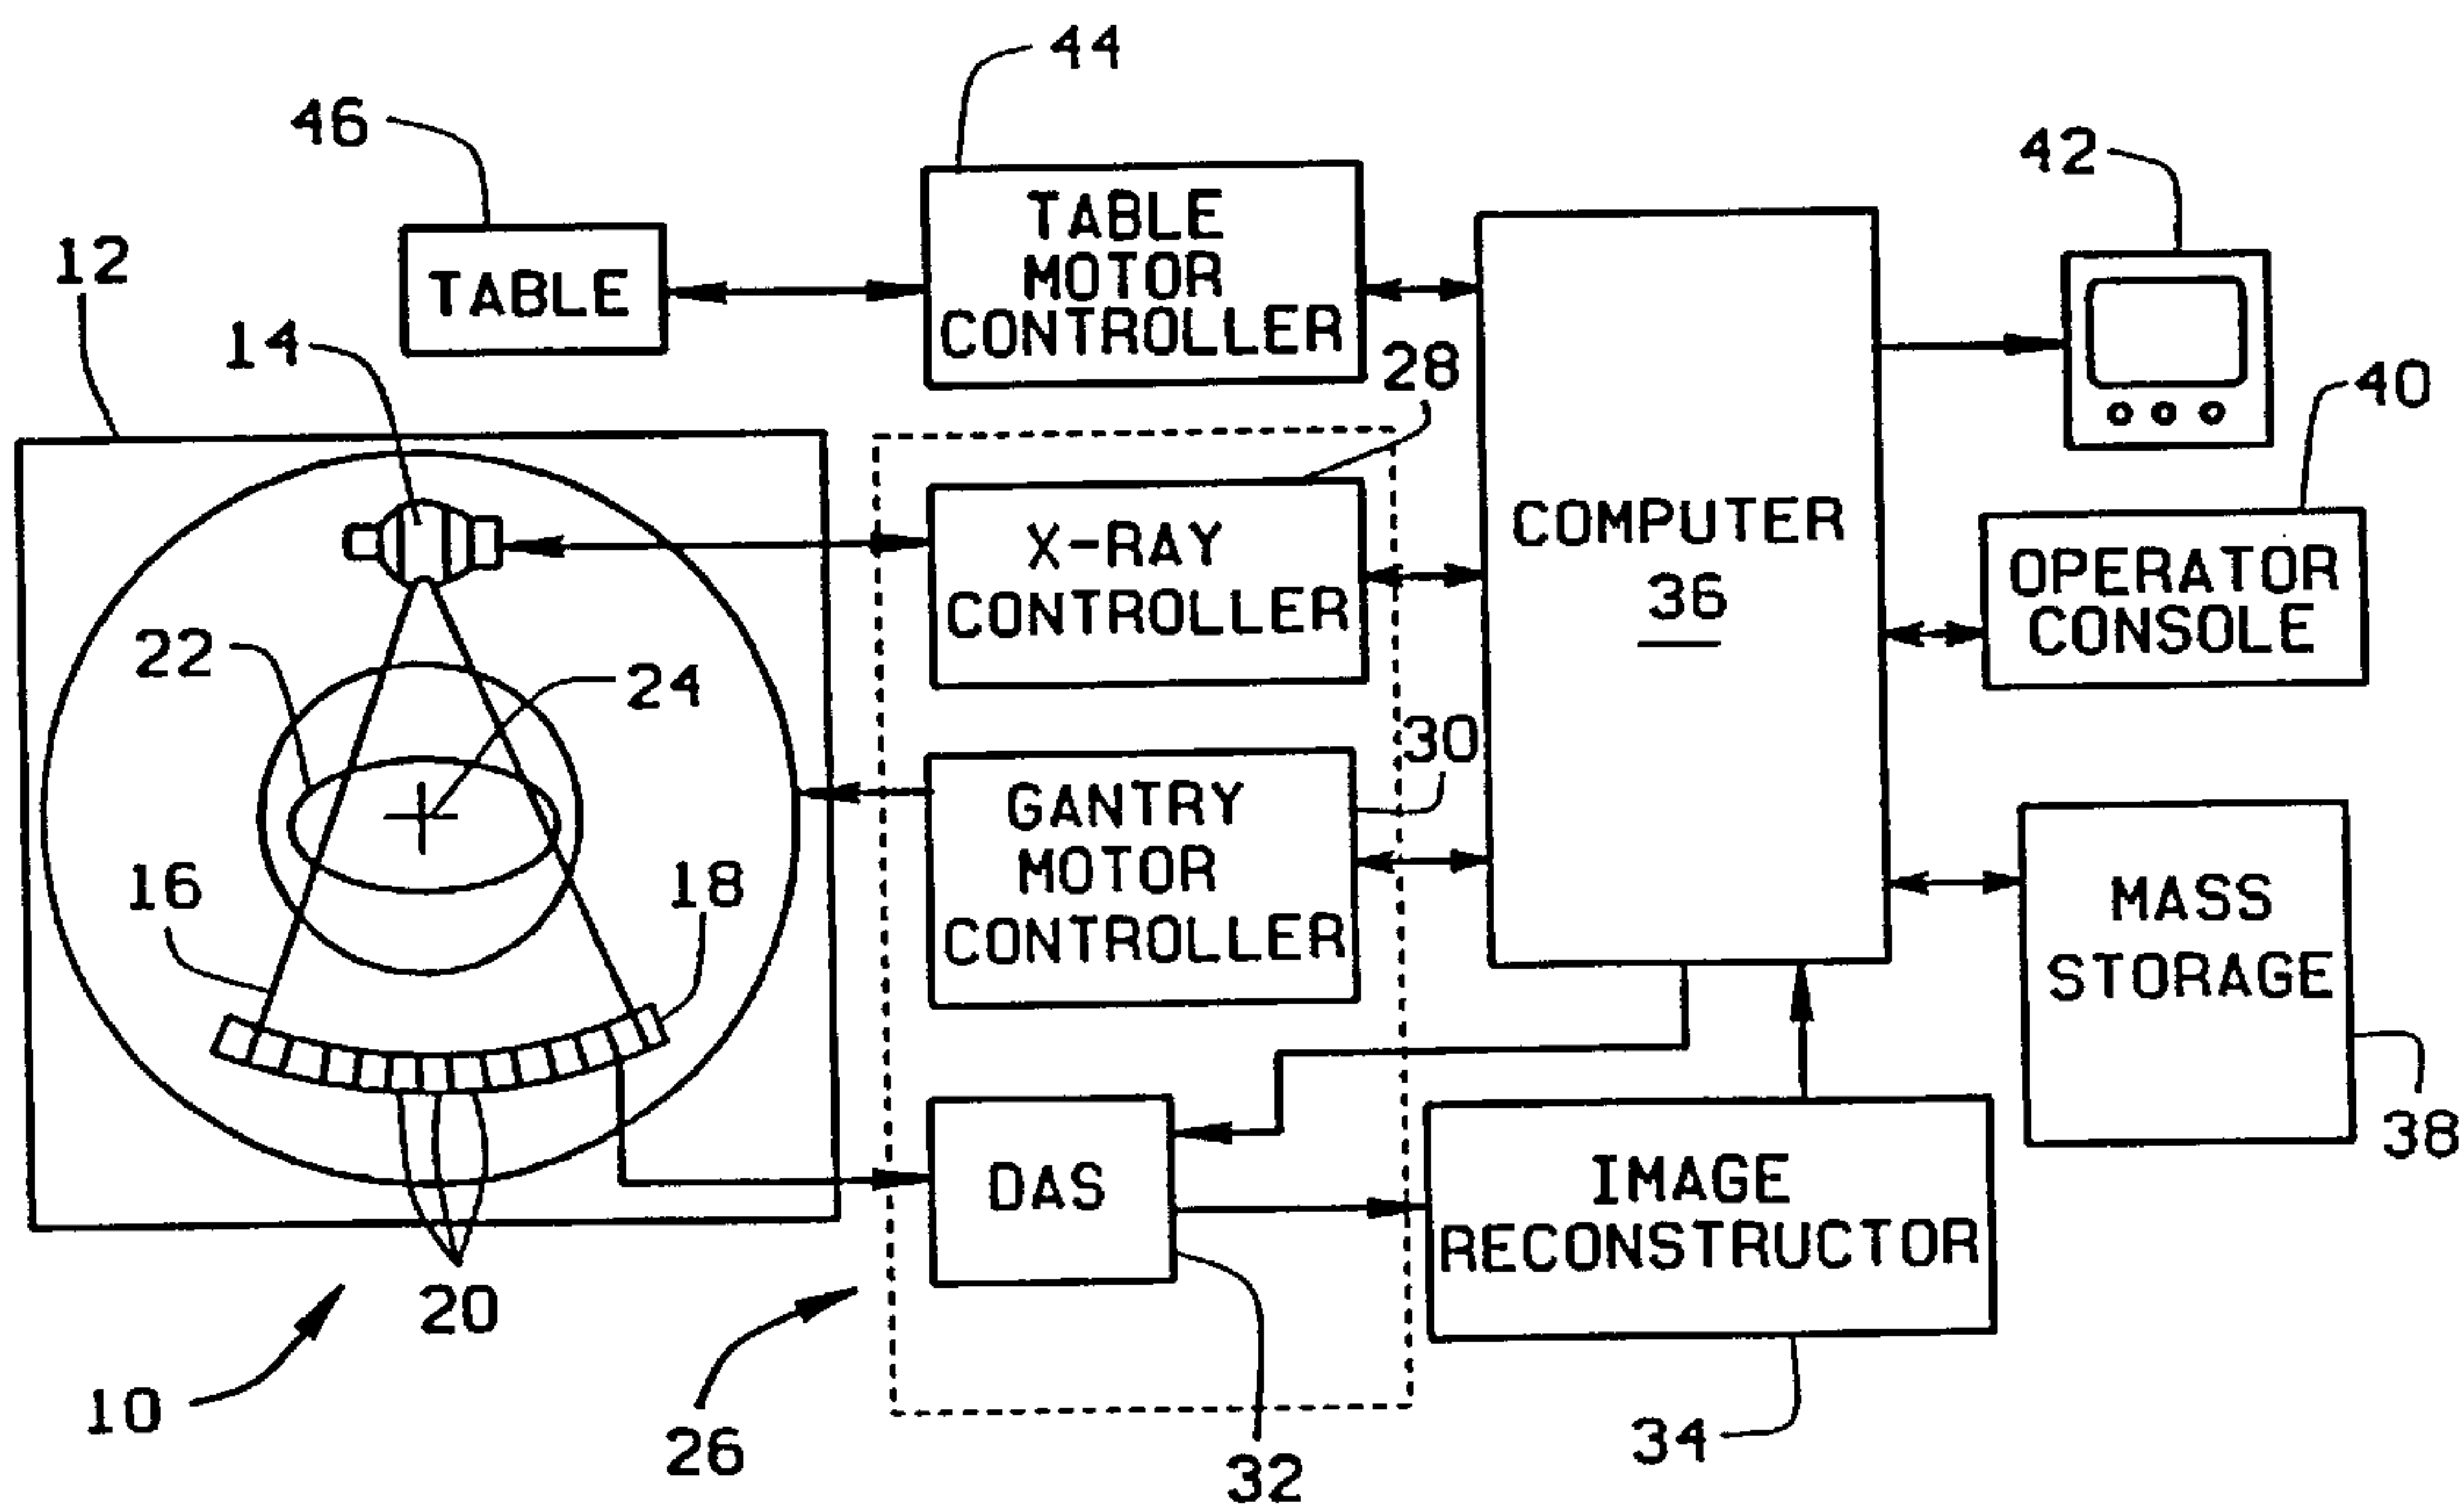 44
46
42
12
TABLE
MOTOR
CONTROLLER
TABLE
14
28
40
X-RAY
CONTROLLER
COMPUTER
36
OPERATOR
CONSOLE
22
24
30
GANTRY
MOTOR
CONTROLLER
16
18
MASS
STORAGE
38
DAS
IMAGE
RECONSTRUCTOR
20
10
26
32
34